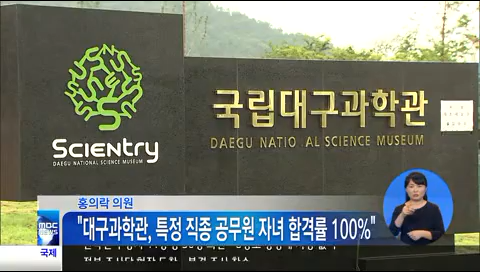 국립대구과학관
DAEGU NATIO AL SCIENCE MUSEUM
SCIENTRY
DAEGU NATIONAL SCIENCE MUSEUM
홍의락 의원
"대구과학관, 특정 직종 공무원 자녀 합격률 100%"
MBC
NEWS
국제